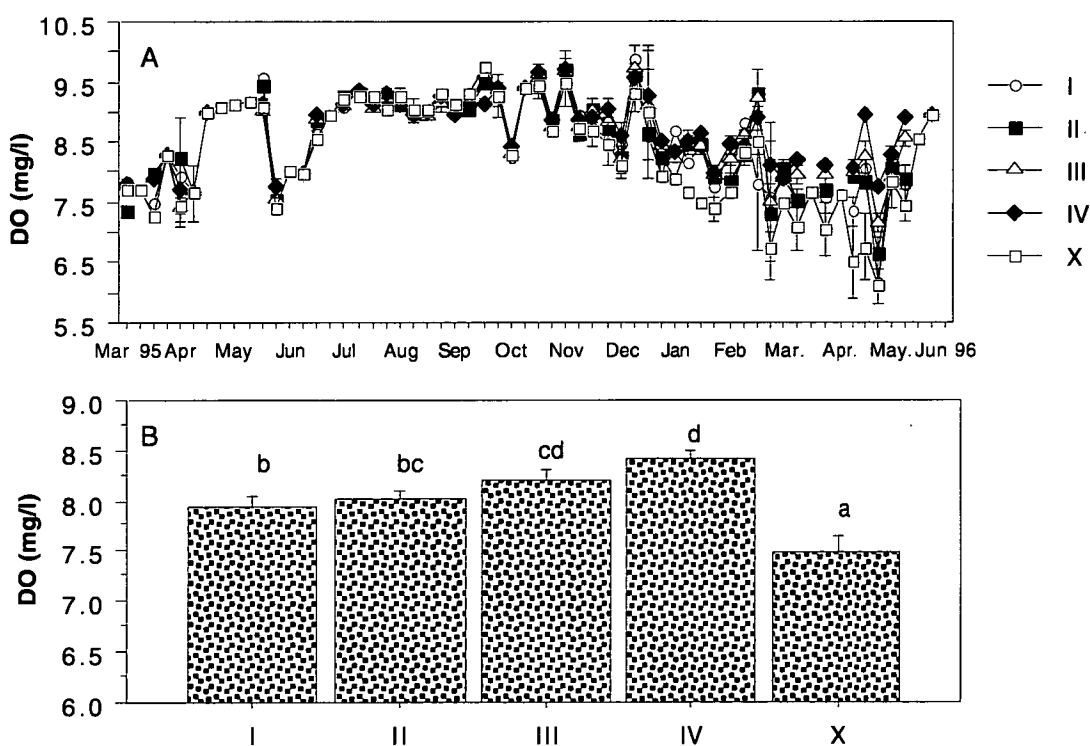 A
DO (mg/l)
10.5
9.5
8.5
7.5
6.5
5.5
Mar 95 Apr May Jun Jul Aug Sep Oct Nov Dec Jan Feb Mar. Apr. May. Jun 96
I
II
III
IV
X
B
DO (mg/l)
9.0
8.5
8.0
7.5
7.0
6.5
6.0
b bc cd d a
I II III IV X